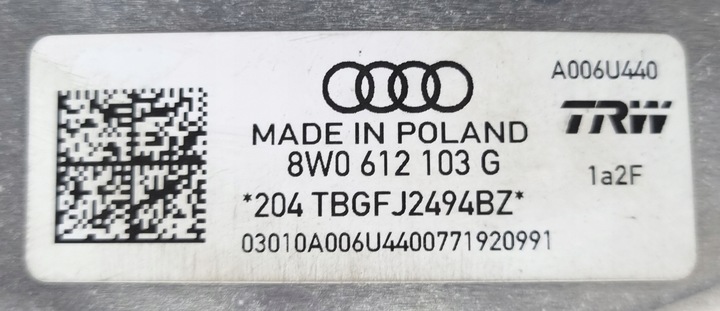 A006U440
TRW
MADE IN POLAND
8W0 612 103 G
1a2F
*204 TBGFJ2494BZ*
03010A006U4400771920991